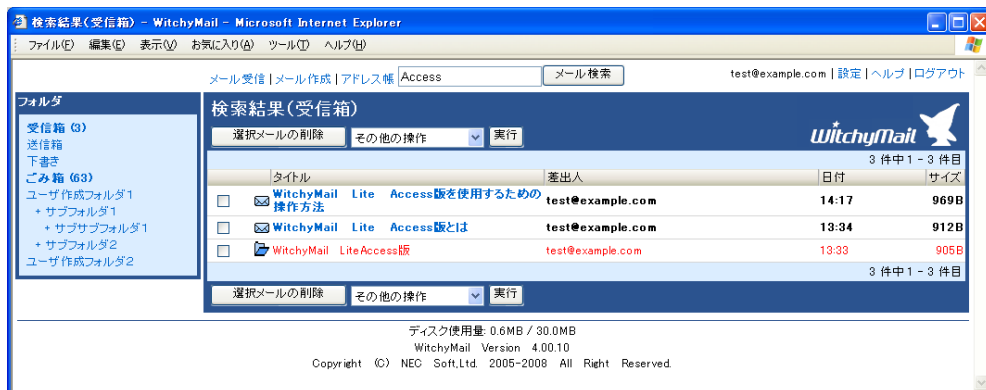 検索結果(受信箱) - WitchyMail - Microsoft Internet Explorer
ファイル(F) 編集(E) 表示(V) お気に入り(A) ツール(T) ヘルプ(H)
メール受信 | メール作成 | アドレス帳 Access メール検索 test@example.com | 設定 | ヘルプ | ログアウト
フォルダ
受信箱 (3)
送信箱
下書き
ごみ箱 (63)
ユーザ作成フォルダ1
+ サブフォルダ1
+ サブサブフォルダ1
+ サブフォルダ2
ユーザ作成フォルダ2
検索結果(受信箱)
選択メールの削除 その他の操作 実行
WitchyMail
3 件中 1 - 3 件目
タイトル 差出人 日付 サイズ
WitchyMail Lite Access版を使用するための
操作方法 test@example.com 14:17 969B
WitchyMail Lite Access版とは test@example.com 13:34 912B
WitchyMail LiteAccess版 test@example.com 13:33 905B
3 件中 1 - 3 件目
選択メールの削除 その他の操作 実行
ディスク使用量: 0.6MB / 30.0MB
WitchyMail Version 4.00.10
Copyright (C) NEC Soft,Ltd. 2005-2008 All Right Reserved.